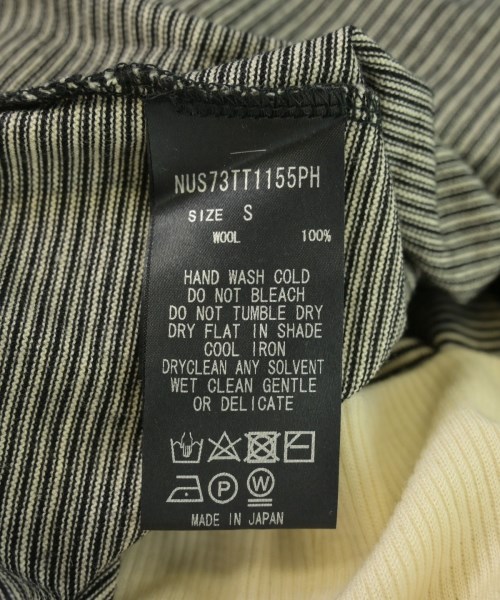 NUS73TT1155PH
SIZE S
WOOL 100%
HAND WASH COLD
DO NOT BLEACH
DO NOT TUMBLE DRY
DRY FLAT IN SHADE
COOL IRON
DRYCLEAN ANY SOLVENT
WET CLEAN GENTLE
OR DELICATE
P W
MADE IN JAPAN